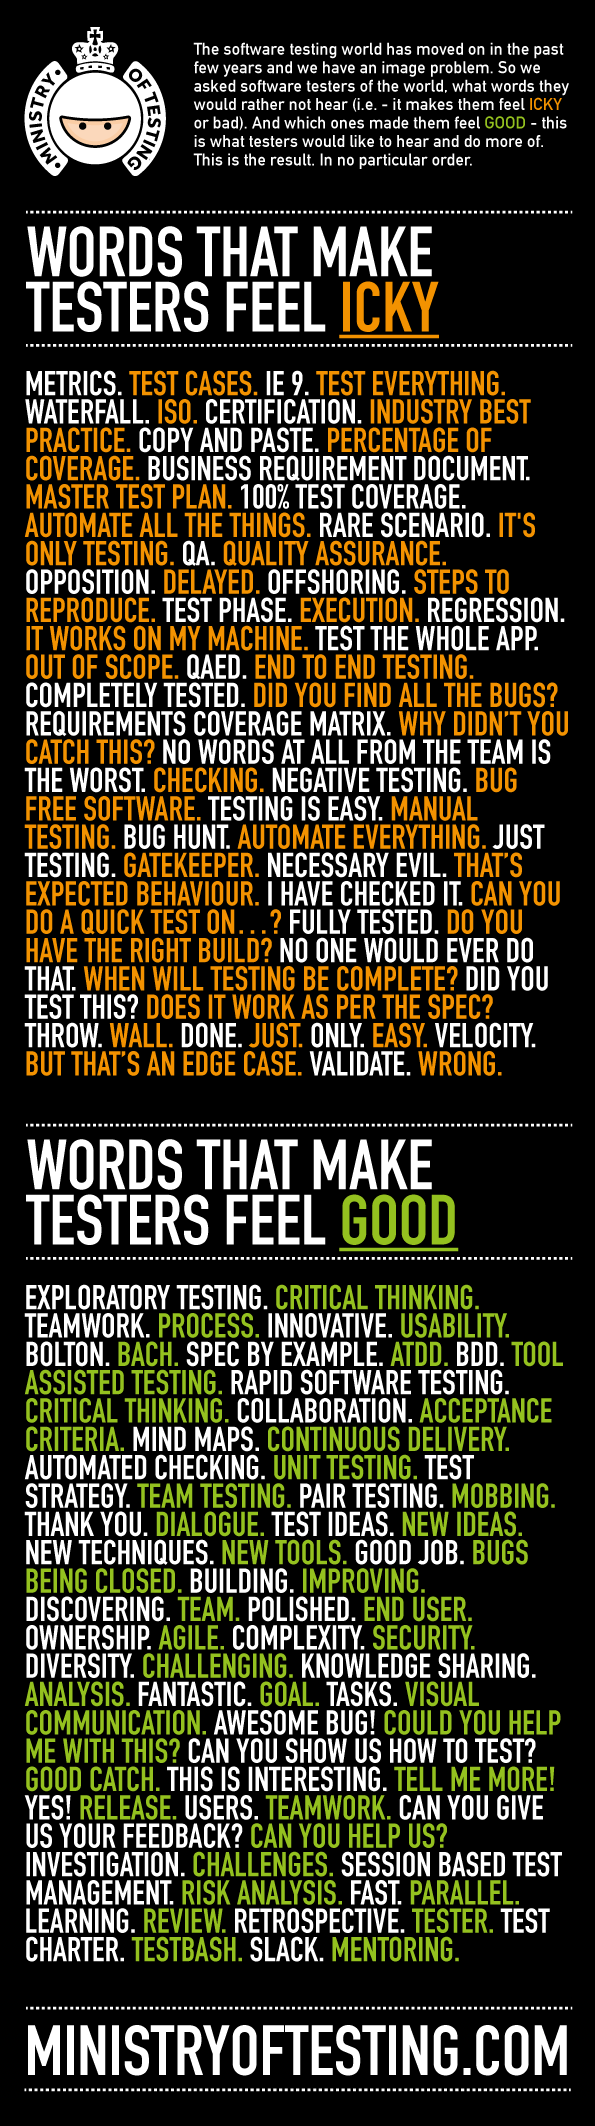 MINISTRY OF TESTING
The software testing world has moved on in the past
few years and we have an image problem. So we
asked software testers of the world, what words they
would rather not hear (i.e. - it makes them feel ICKY
or bad). And which ones made them feel GOOD - this
is what testers would like to hear and do more of.
This is the result. In no particular order.
WORDS THAT MAKE
TESTERS FEEL ICKY
METRICS. TEST CASES. IE 9. TEST EVERYTHING.
WATERFALL. ISO. CERTIFICATION. INDUSTRY BEST
PRACTICE. COPY AND PASTE. PERCENTAGE OF
COVERAGE. BUSINESS REQUIREMENT DOCUMENT.
MASTER TEST PLAN. 100% TEST COVERAGE.
AUTOMATE ALL THE THINGS. RARE SCENARIO. IT'S
ONLY TESTING. QA. QUALITY ASSURANCE.
OPPOSITION. DELAYED. OFFSHORING. STEPS TO
REPRODUCE. TEST PHASE. EXECUTION. REGRESSION.
IT WORKS ON MY MACHINE. TEST THE WHOLE APP.
OUT OF SCOPE. QAED. END TO END TESTING.
COMPLETELY TESTED. DID YOU FIND ALL THE BUGS?
REQUIREMENTS COVERAGE MATRIX. WHY DIDN'T YOU
CATCH THIS? NO WORDS AT ALL FROM THE TEAM IS
THE WORST. CHECKING. NEGATIVE TESTING. BUG
FREE SOFTWARE. TESTING IS EASY. MANUAL
TESTING. BUG HUNT. AUTOMATE EVERYTHING. JUST
TESTING. GATEKEEPER. NECESSARY EVIL. THAT'S
EXPECTED BEHAVIOUR. I HAVE CHECKED IT. CAN YOU
DO A QUICK TEST ON...? FULLY TESTED. DO YOU
HAVE THE RIGHT BUILD? NO ONE WOULD EVER DO
THAT. WHEN WILL TESTING BE COMPLETE? DID YOU
TEST THIS? DOES IT WORK AS PER THE SPEC?
THROW. WALL. DONE. JUST. ONLY. EASY. VELOCITY.
BUT THAT'S AN EDGE CASE. VALIDATE. WRONG.
WORDS THAT MAKE
TESTERS FEEL GOOD
EXPLORATORY TESTING. CRITICAL THINKING.
TEAMWORK. PROCESS. INNOVATIVE. USABILITY.
BOLTON. BACH. SPEC BY EXAMPLE. ATDD. BDD. TOOL
ASSISTED TESTING. RAPID SOFTWARE TESTING.
CRITICAL THINKING. COLLABORATION. ACCEPTANCE
CRITERIA. MIND MAPS. CONTINUOUS DELIVERY.
AUTOMATED CHECKING. UNIT TESTING. TEST
STRATEGY. TEAM TESTING. PAIR TESTING. MOBBING.
THANK YOU. DIALOGUE. TEST IDEAS. NEW IDEAS.
NEW TECHNIQUES. NEW TOOLS. GOOD JOB. BUGS
BEING CLOSED. BUILDING. IMPROVING.
DISCOVERING. TEAM. POLISHED. END USER.
OWNERSHIP. AGILE. COMPLEXITY. SECURITY.
DIVERSITY. CHALLENGING. KNOWLEDGE SHARING.
ANALYSIS. FANTASTIC. GOAL. TASKS. VISUAL
COMMUNICATION. AWESOME BUG! COULD YOU HELP
ME WITH THIS? CAN YOU SHOW US HOW TO TEST?
GOOD CATCH. THIS IS INTERESTING. TELL ME MORE!
YES! RELEASE. USERS. TEAMWORK. CAN YOU GIVE
US YOUR FEEDBACK? CAN YOU HELP US?
INVESTIGATION. CHALLENGES. SESSION BASED TEST
MANAGEMENT. RISK ANALYSIS. FAST. PARALLEL.
LEARNING. REVIEW. RETROSPECTIVE. TESTER. TEST
CHARTER. TESTBASH. SLACK. MENTORING.
MINISTRYOFTESTING.COM